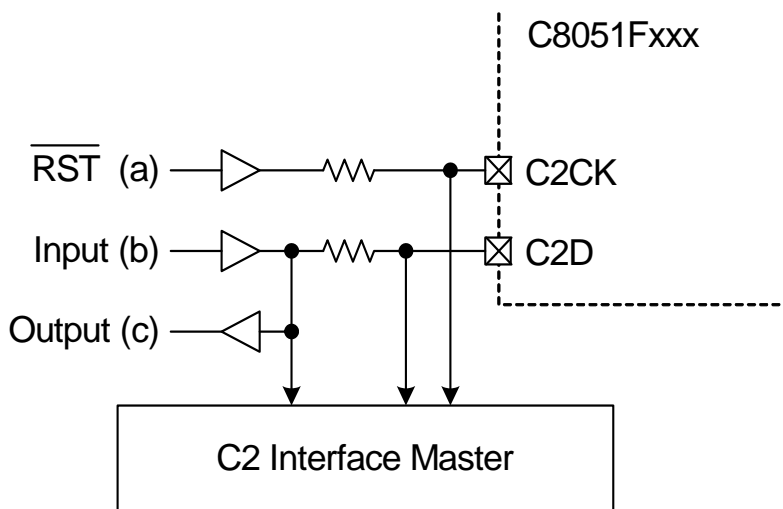 C8051Fxxx
RST (a)
C2CK
Input (b)
C2D
Output (c)
C2 Interface Master